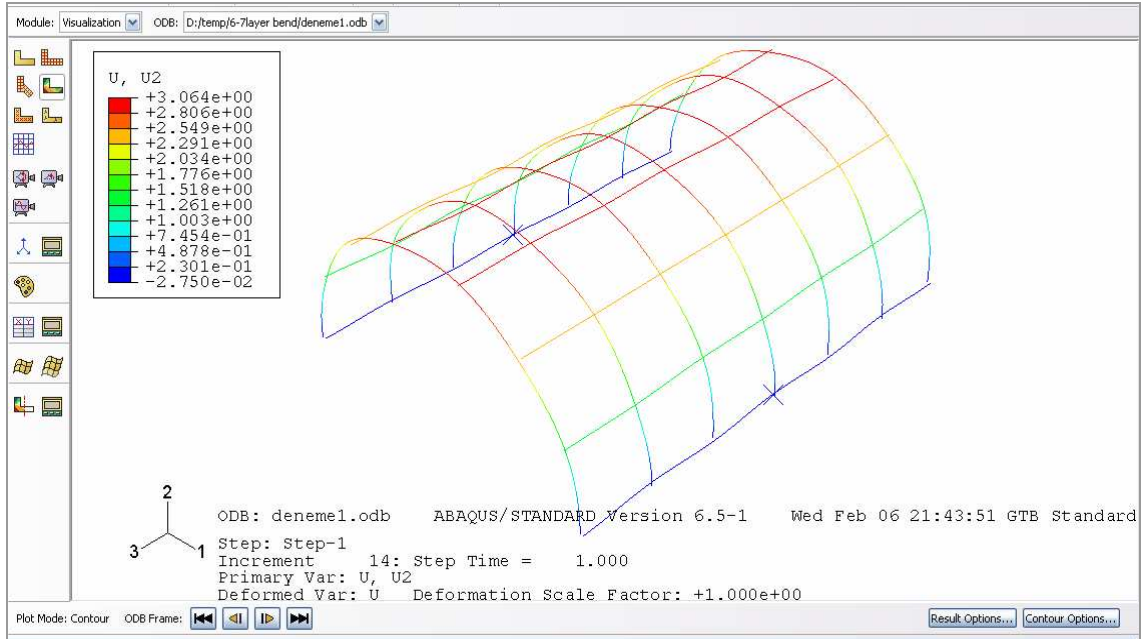 Module: Visualization ODB: D:/temp/6-7layer bend/deneme1.odb
U, U2
+3.064e+00
+2.806e+00
+2.549e+00
+2.291e+00
+2.034e+00
+1.776e+00
+1.518e+00
+1.261e+00
+1.003e+00
+7.454e-01
+4.878e-01
+2.301e-01
-2.750e-02
2
3
1
ODB: deneme1.odb ABAQUS/STANDARD Version 6.5-1 Wed Feb 06 21:43:51 GTB Standard
Step: Step-1
Increment 14: Step Time = 1.000
Primary Var: U, U2
Deformed Var: U Deformation Scale Factor: +1.000e+00
Plot Mode: Contour ODB Frame: Result Options... Contour Options...